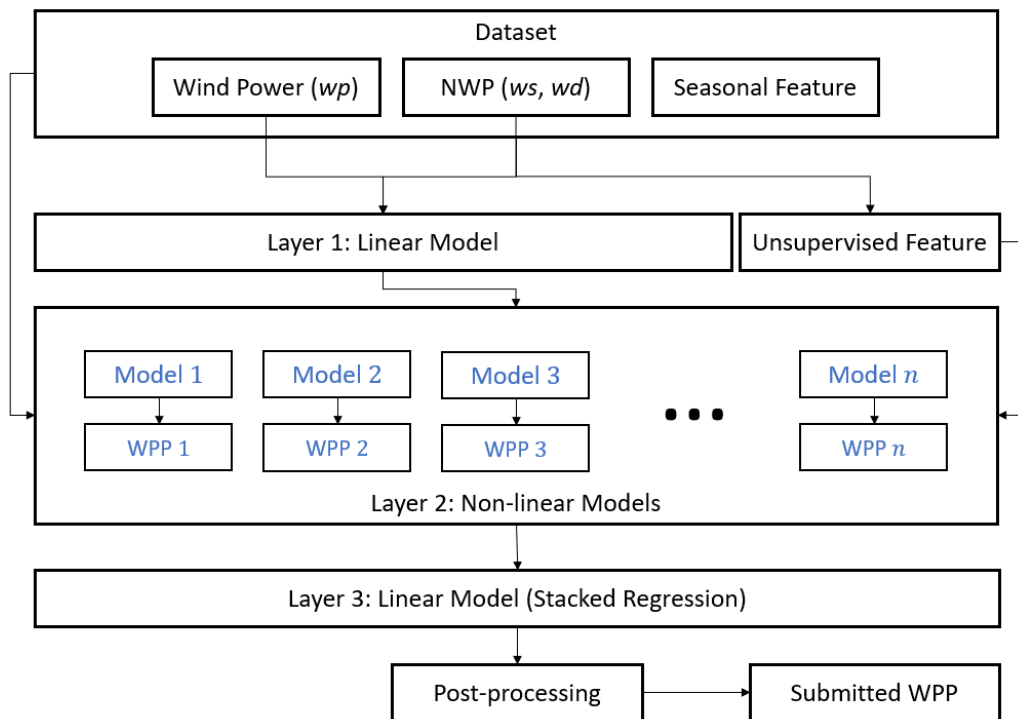 Dataset
Wind Power (wp)
NWP (ws, wd)
Seasonal Feature
Layer 1: Linear Model
Unsupervised Feature
Model 1
Model 2
Model 3
Model n
WPP 1
WPP 2
WPP 3
WPP n
Layer 2: Non-linear Models
Layer 3: Linear Model (Stacked Regression)
Post-processing
Submitted WPP